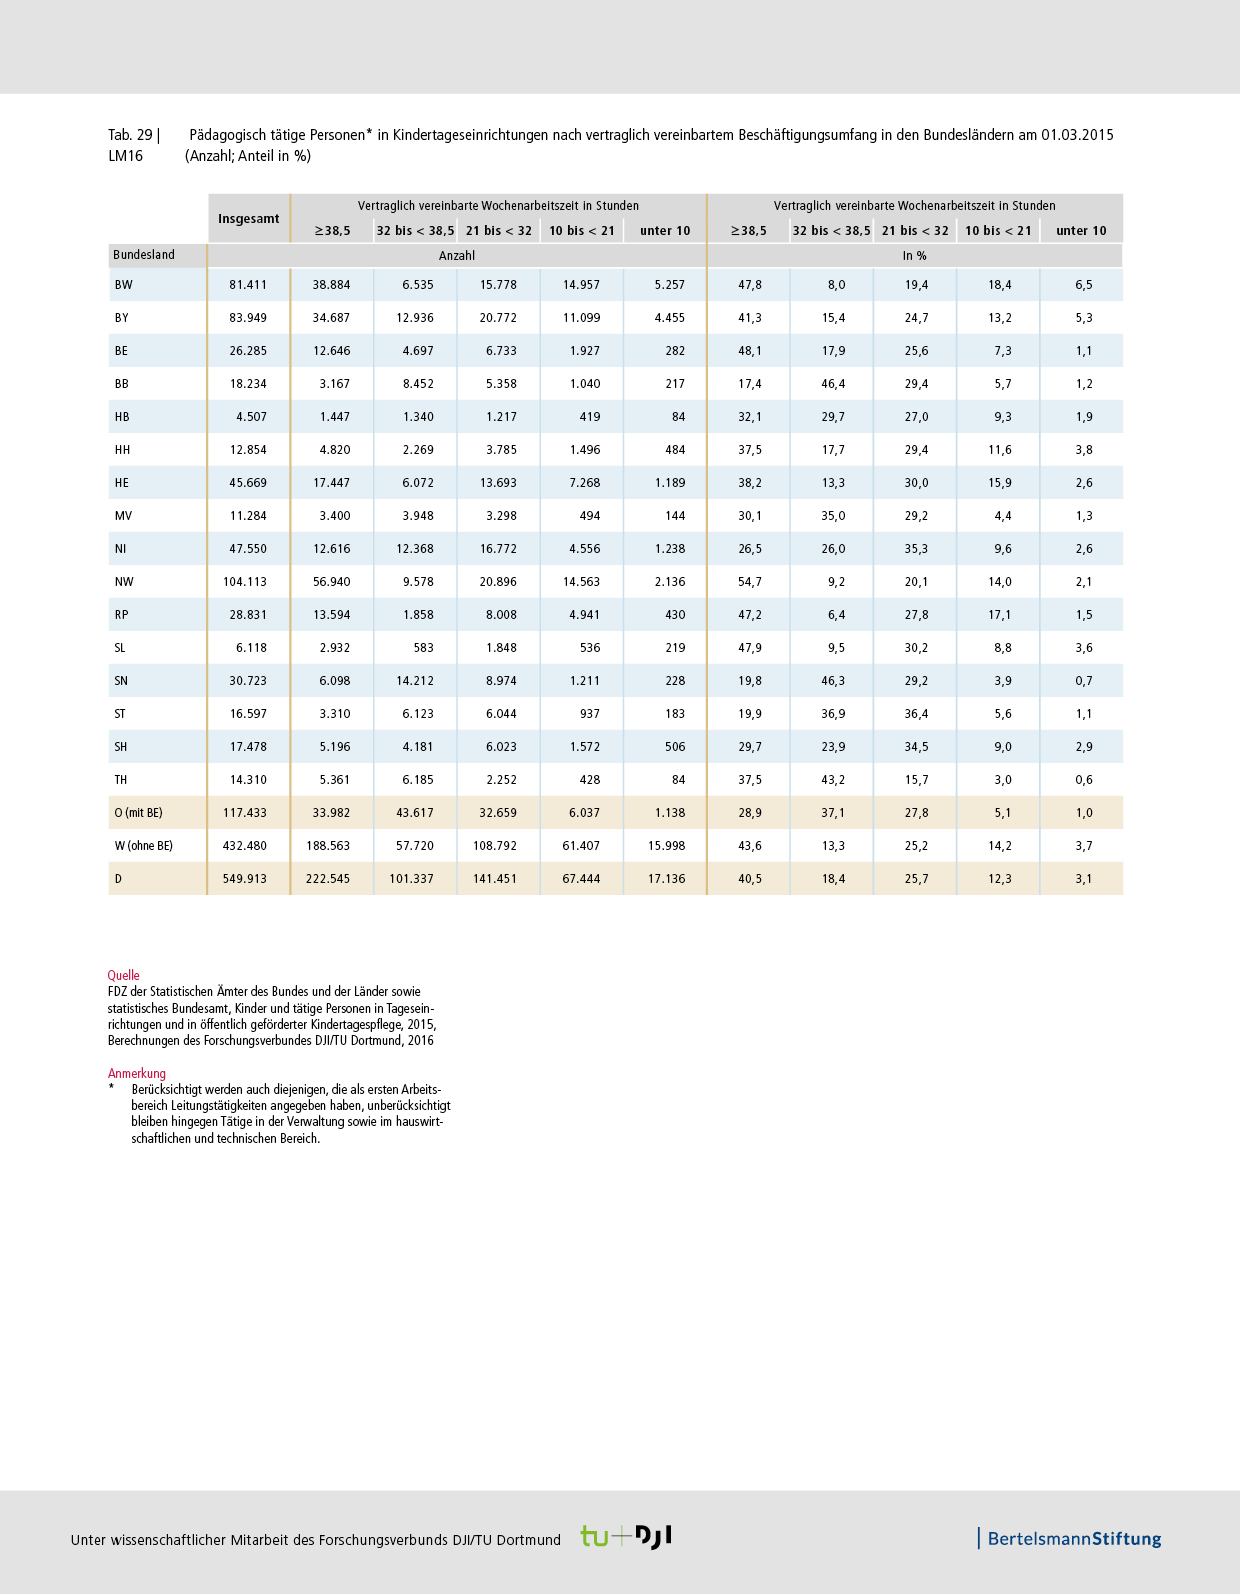 Tab. 29 | Pädagogisch tätige Personen* in Kindertageseinrichtungen nach vertraglich vereinbartem Beschäftigungsumfang in den Bundesländern am 01.03.2015
LM16 (Anzahl; Anteil in %)
Insgesamt Vertraglich vereinbarte Wochenarbeitszeit in Stunden Vertraglich vereinbarte Wochenarbeitszeit in Stunden
≥38,5 32 bis < 38,5 21 bis < 32 10 bis < 21 unter 10 ≥38,5 32 bis < 38,5 21 bis < 32 10 bis < 21 unter 10
Bundesland Anzahl In %
BW 81.411 38.884 6.535 15.778 14.957 5.257 47,8 8,0 19,4 18,4 6,5
BY 83.949 34.687 12.936 20.772 11.099 4.455 41,3 15,4 24,7 13,2 5,3
BE 26.285 12.646 4.697 6.733 1.927 282 48,1 17,9 25,6 7,3 1,1
BB 18.234 3.167 8.452 5.358 1.040 217 17,4 46,4 29,4 5,7 1,2
HB 4.507 1.447 1.340 1.217 419 84 32,1 29,7 27,0 9,3 1,9
HH 12.854 4.820 2.269 3.785 1.496 484 37,5 17,7 29,4 11,6 3,8
HE 45.669 17.447 6.072 13.693 7.268 1.189 38,2 13,3 30,0 15,9 2,6
MV 11.284 3.400 3.948 3.298 494 144 30,1 35,0 29,2 4,4 1,3
NI 47.550 12.616 12.368 16.772 4.556 1.238 26,5 26,0 35,3 9,6 2,6
NW 104.113 56.940 9.578 20.896 14.563 2.136 54,7 9,2 20,1 14,0 2,1
RP 28.831 13.594 1.858 8.008 4.941 430 47,2 6,4 27,8 17,1 1,5
SL 6.118 2.932 583 1.848 536 219 47,9 9,5 30,2 8,8 3,6
SN 30.723 6.098 14.212 8.974 1.211 228 19,8 46,3 29,2 3,9 0,7
ST 16.597 3.310 6.123 6.044 937 183 19,9 36,9 36,4 5,6 1,1
SH 17.478 5.196 4.181 6.023 1.572 506 29,7 23,9 34,5 9,0 2,9
TH 14.310 5.361 6.185 2.252 428 84 37,5 43,2 15,7 3,0 0,6
O (mit BE) 117.433 33.982 43.617 32.659 6.037 1.138 28,9 37,1 27,8 5,1 1,0
W (ohne BE) 432.480 188.563 57.720 108.792 61.407 15.998 43,6 13,3 25,2 14,2 3,7
D 549.913 222.545 101.337 141.451 67.444 17.136 40,5 18,4 25,7 12,3 3,1
Quelle
FDZ der Statistischen Ämter des Bundes und der Länder sowie
statistisches Bundesamt, Kinder und tätige Personen in Tagesein-
richtungen und in öffentlich geförderter Kindertagespflege, 2015,
Berechnungen des Forschungsverbundes DJI/TU Dortmund, 2016
Anmerkung
* Berücksichtigt werden auch diejenigen, die als ersten Arbeits-
bereich Leitungstätigkeiten angegeben haben, unberücksichtigt
bleiben hingegen Tätige in der Verwaltung sowie im hauswirt-
schaftlichen und technischen Bereich.
Unter wissenschaftlicher Mitarbeit des Forschungsverbunds DJI/TU Dortmund tu+DJI | BertelsmannStiftung